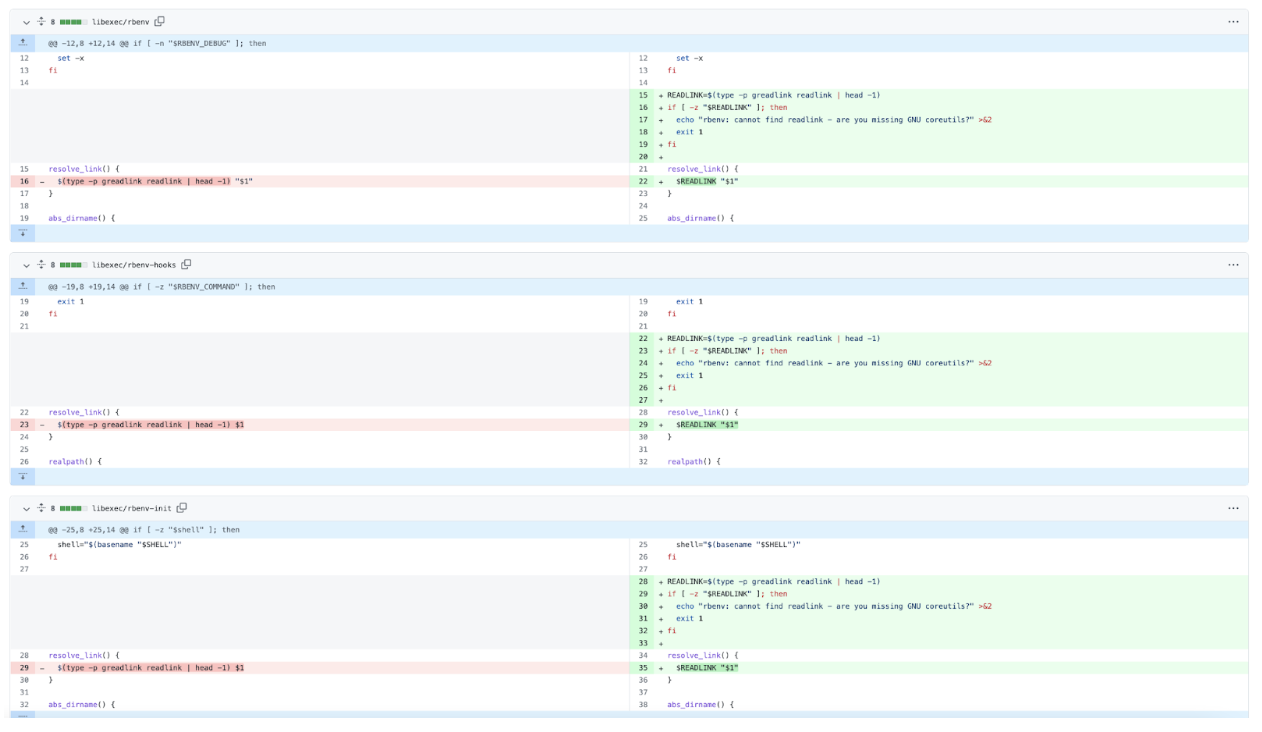 8 libexec/rbenv
@@ -12,8 +12,14 @@ if [ -n "$RBENV_DEBUG" ]; then
12 set -x
13 fi
14
15 resolve_link() {
16 - $(type -p greadlink readlink | head -1) "$1"
17 }
18
19 abs_dirname() {
12 set -x
13 fi
14
15 + READLINK=$(type -p greadlink readlink | head -1)
16 + if [ -z "$READLINK" ]; then
17 + echo "rbenv: cannot find readlink - are you missing GNU coreutils?" >&2
18 + exit 1
19 + fi
20 +
21 resolve_link() {
22 + $READLINK "$1"
23 }
24
25 abs_dirname() {
8 libexec/rbenv-hooks
@@ -19,8 +19,14 @@ if [ -z "$RBENV_COMMAND" ]; then
19 exit 1
20 fi
21
22 resolve_link() {
23 - $(type -p greadlink readlink | head -1) $1
24 }
25
26 realpath() {
19 exit 1
20 fi
21
22 + READLINK=$(type -p greadlink readlink | head -1)
23 + if [ -z "$READLINK" ]; then
24 + echo "rbenv: cannot find readlink - are you missing GNU coreutils?" >&2
25 + exit 1
26 + fi
27 +
28 resolve_link() {
29 + $READLINK "$1"
30 }
31
32 realpath() {
8 libexec/rbenv-init
@@ -25,8 +25,14 @@ if [ -z "$shell" ]; then
25 shell="$(basename "$SHELL")"
26 fi
27
28 resolve_link() {
29 - $(type -p greadlink readlink | head -1) $1
30 }
31
32 abs_dirname() {
25 shell="$(basename "$SHELL")"
26 fi
27
28 + READLINK=$(type -p greadlink readlink | head -1)
29 + if [ -z "$READLINK" ]; then
30 + echo "rbenv: cannot find readlink - are you missing GNU coreutils?" >&2
31 + exit 1
32 + fi
33 +
34 resolve_link() {
35 + $READLINK "$1"
36 }
37
38 abs_dirname() {